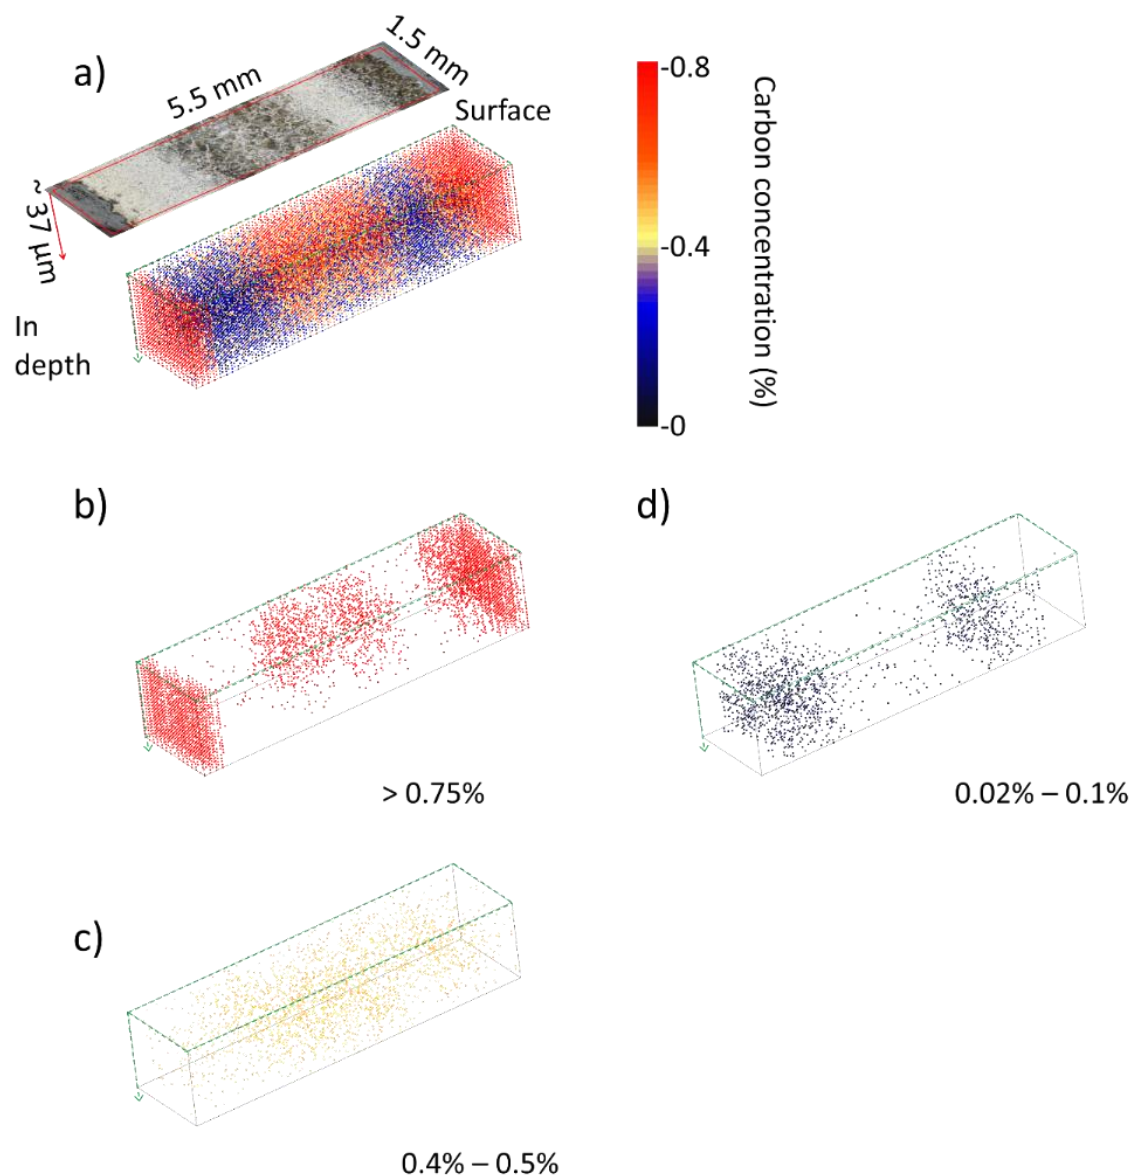 a)
5.5 mm
1.5 mm
Surface
~ 37 µm
In
depth
-0.8
-0.4
-0
Carbon concentration (%)
b)
> 0.75%
d)
0.02% – 0.1%
c)
0.4% – 0.5%